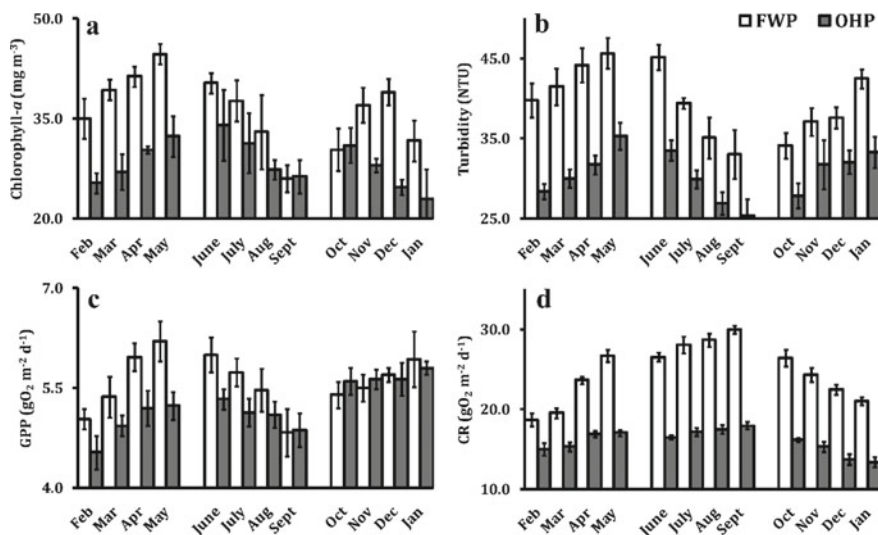 a
Chlorophyll-a (mg m⁻³)
50.0
35.0
20.0
Feb Mar Apr May June July Aug Sept Oct Nov Dec Jan
b
FWP OHP
Turbidity (NTU)
45.0
35.0
25.0
Feb Mar Apr May June July Aug Sept Oct Nov Dec Jan
c
GPP (gO₂ m⁻² d⁻¹)
7.0
5.5
4.0
Feb Mar Apr May June July Aug Sept Oct Nov Dec Jan
d
CR (gO₂ m⁻² d⁻¹)
30.0
20.0
10.0
Feb Mar Apr May June July Aug Sept Oct Nov Dec Jan